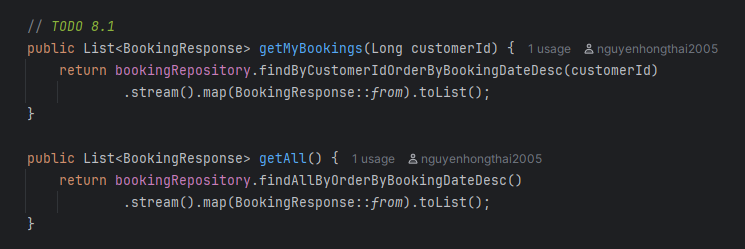 // TODO 8.1
public List<BookingResponse> getMyBookings(Long customerId) { 1 usage nguyenhongthai2005
return bookingRepository.findByCustomerIdOrderByBookingDateDesc(customerId)
.stream().map(BookingResponse::from).toList();
}
public List<BookingResponse> getAll() { 1 usage nguyenhongthai2005
return bookingRepository.findAllByOrderByBookingDateDesc()
.stream().map(BookingResponse::from).toList();
}